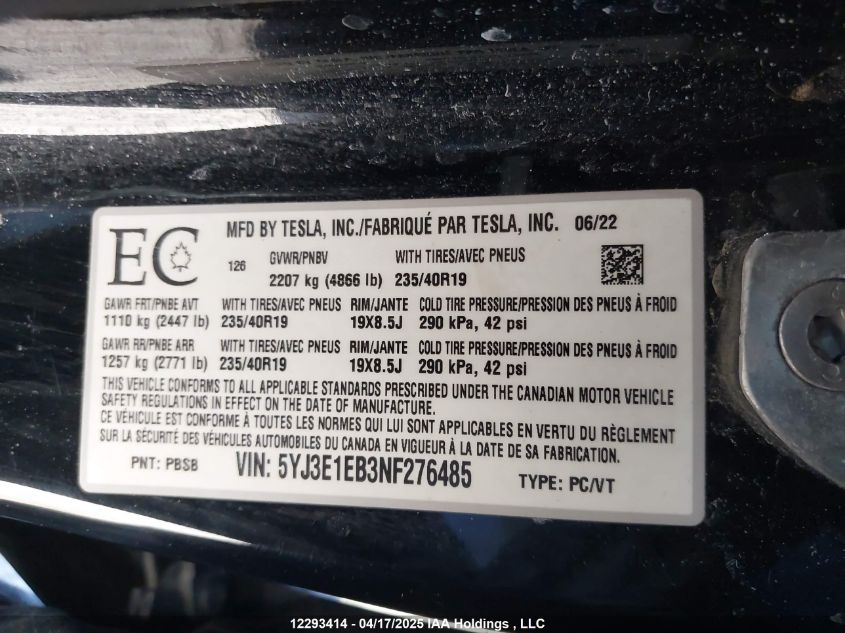 EC
MFD BY TESLA, INC./FABRIQUÉ PAR TESLA, INC. 06/22
126 GVWR/PNBV WITH TIRES/AVEC PNEUS
2207 kg (4866 lb) 235/40R19
GAWR FRT/PNBE AVT WITH TIRES/AVEC PNEUS RIM/JANTE COLD TIRE PRESSURE/PRESSION DES PNEUS À FROID
1110 kg (2447 lb) 235/40R19 19X8.5J 290 kPa, 42 psi
GAWR RR/PNBE ARR WITH TIRES/AVEC PNEUS RIM/JANTE COLD TIRE PRESSURE/PRESSION DES PNEUS À FROID
1257 kg (2771 lb) 235/40R19 19X8.5J 290 kPa, 42 psi
THIS VEHICLE CONFORMS TO ALL APPLICABLE STANDARDS PRESCRIBED UNDER THE CANADIAN MOTOR VEHICLE
SAFETY REGULATIONS IN EFFECT ON THE DATE OF MANUFACTURE.
CE VÉHICULE EST CONFORME À TOUTES LES NORMES QUI LUI SONT APPLICABLES EN VERTU DU RÈGLEMENT
SUR LA SÉCURITÉ DES VÉHICULES AUTOMOBILES DU CANADA EN VIGUEUR À LA DATE DE SA FABRICATION.
PNT: PBSB VIN: 5YJ3E1EB3NF276485 TYPE: PC/VT
12293414 - 04/17/2025 IAA Holdings , LLC